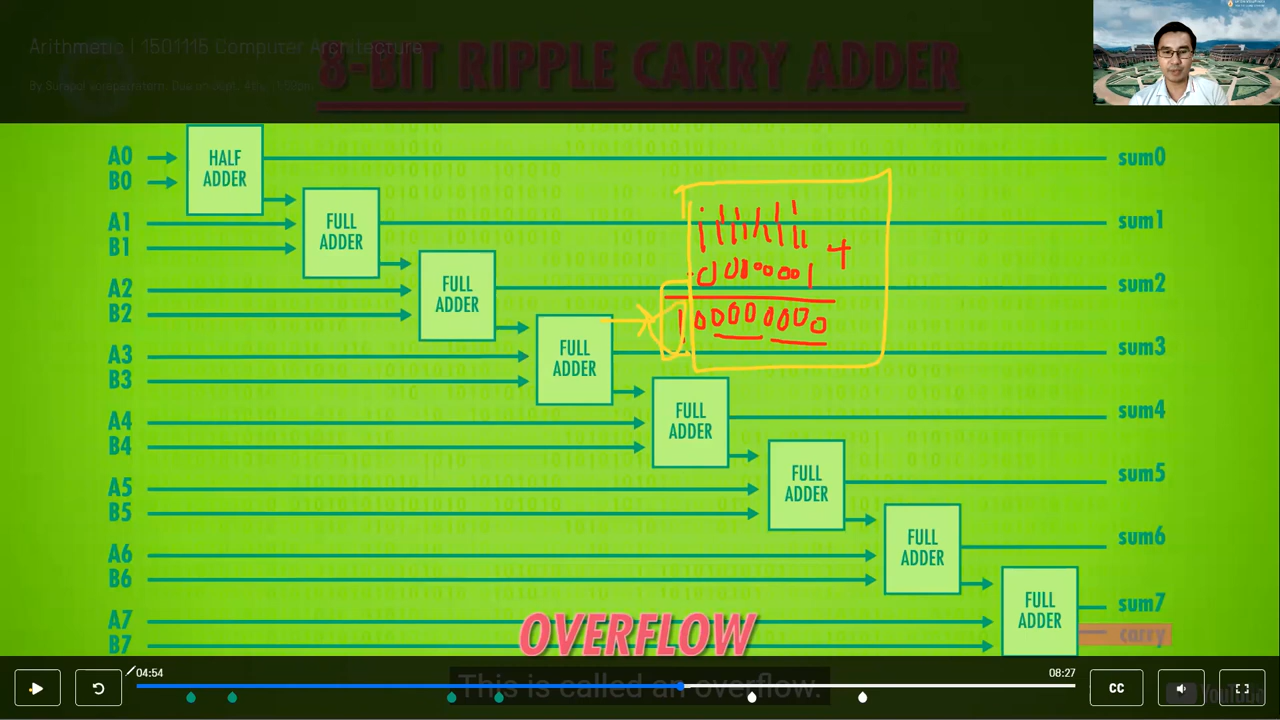 Arithmetic | 1501115 Computer Architecture
8-BIT RIPPLE CARRY ADDER
A0
B0
HALF
ADDER
sum0
A1
B1
FULL
ADDER
sum1
A2
B2
FULL
ADDER
sum2
A3
B3
FULL
ADDER
sum3
A4
B4
FULL
ADDER
sum4
A5
B5
FULL
ADDER
sum5
A6
B6
FULL
ADDER
sum6
A7
B7
FULL
ADDER
sum7
carry
11111111 +
00000001
100000000
OVERFLOW
This is called an overflow.
04:54
08:27
CC
YouTube